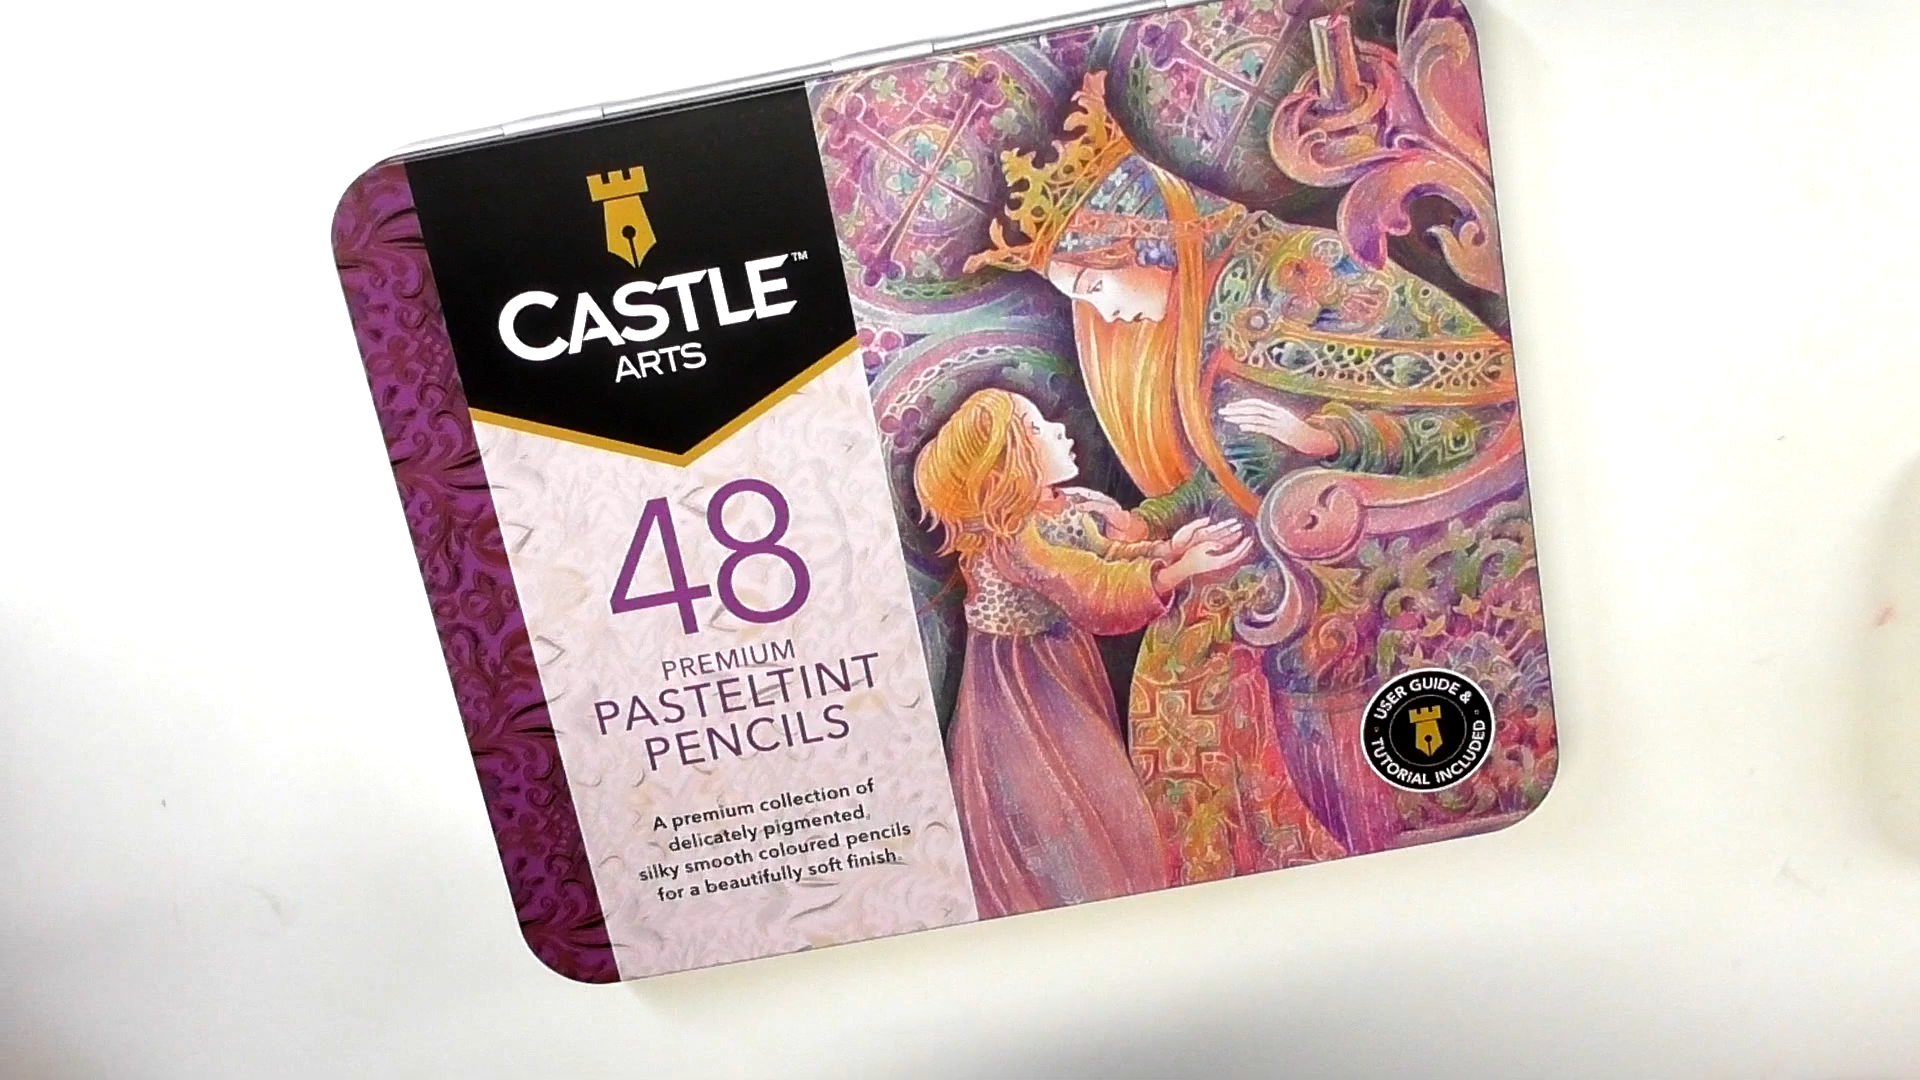 CASTLE™
ARTS
48
PREMIUM
PASTELTINT
PENCILS
A premium collection of
delicately pigmented,
silky smooth coloured pencils
for a beautifully soft finish.
USER GUIDE &
TUTORIAL INCLUDED